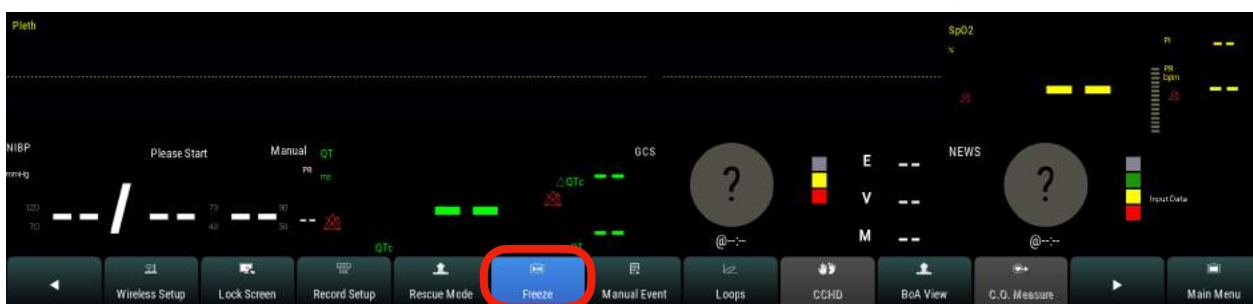 Pleth
SpO2
%
PI
--
PR
bpm
--
--
NIBP
Please Start
Manual
mmHg
PR
120
70
--/--
70
40
--
90
50
--
QT
ms
--
QTc
△QTc
--
QT
--
GCS
?
@--:--
E --
V --
M --
NEWS
?
@--:--
Input Data
Wireless Setup
Lock Screen
Record Setup
Rescue Mode
Freeze
Manual Event
Loops
CCHD
BoA View
C.O. Measure
Main Menu